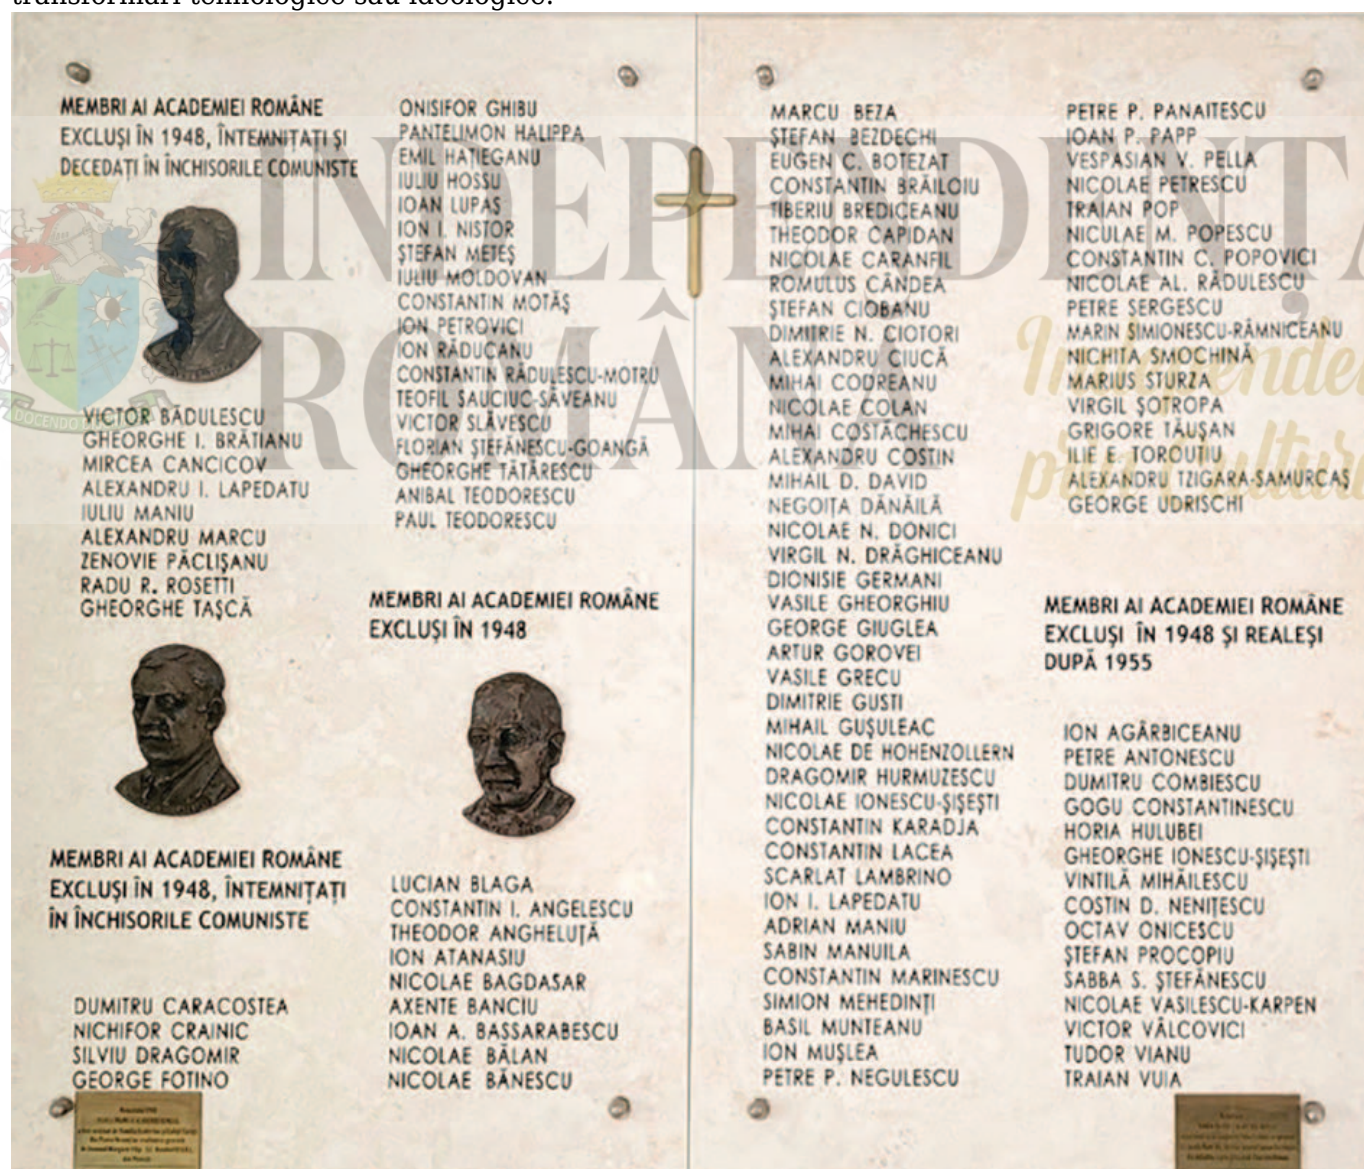 transformări tehnologice sau ideologice.
MEMBRI AI ACADEMIEI ROMÂNE
EXCLUȘI ÎN 1948, ÎNTEMNIȚAȚI ȘI
DECEDAȚI ÎN ÎNCHISORILE COMUNISTE
VICTOR BĂDULESCU
GHEORGHE I. BRĂTIANU
MIRCEA CANCICOV
ALEXANDRU I. LAPEDATU
IULIU MANIU
ALEXANDRU MARCU
ZENOVIE PÂCLIȘANU
RADU R. ROSETTI
GHEORGHE TAȘCĂ
MEMBRI AI ACADEMIEI ROMÂNE
EXCLUȘI ÎN 1948, ÎNTEMNIȚAȚI
ÎN ÎNCHISORILE COMUNISTE
DUMITRU CARACOSTEA
NICHIFOR CRAINIC
SILVIU DRAGOMIR
GEORGE FOTINO
ONISIFOR GHIBU
PANTELIMON HALIPPA
EMIL HAȚIEGANU
IULIU HOSSU
IOAN LUPAȘ
ION I. NISTOR
ȘTEFAN METEȘ
IULIU MOLDOVAN
CONSTANTIN MOTĂȘ
ION PETROVICI
ION RĂDUCANU
CONSTANTIN RĂDULESCU-MOTRU
TEOFIL SAUCIUC-SĂVEANU
VICTOR SLĂVESCU
FLORIAN ȘTEFĂNESCU-GOANGĂ
GHEORGHE TĂTĂRESCU
ANIBAL TEODORESCU
PAUL TEODORESCU
MEMBRI AI ACADEMIEI ROMÂNE
EXCLUȘI ÎN 1948
LUCIAN BLAGA
CONSTANTIN I. ANGELESCU
THEODOR ANGHELUȚĂ
ION ATANASIU
NICOLAE BAGDASAR
AXENTE BANCIU
IOAN A. BASSARABESCU
NICOLAE BĂLAN
NICOLAE BĂNESCU
MARCU BEZA
ȘTEFAN BEZDECHI
EUGEN C. BOTEZAT
CONSTANTIN BRĂILOIU
TIBERIU BREDICEANU
THEODOR CAPIDAN
NICOLAE CARANFIL
ROMULUS CÂNDEA
ȘTEFAN CIOBANU
DIMITRIE N. CIOTORI
ALEXANDRU CIUCĂ
MIHAI CODREANU
NICOLAE COLAN
MIHAI COSTĂCHESCU
ALEXANDRU COSTIN
MIHAIL D. DAVID
NEGOIȚA DĂNĂILĂ
NICOLAE N. DONICI
VIRGIL N. DRĂGHICEANU
DIONISIE GERMANI
VASILE GHEORGHIU
GEORGE GIUGLEA
ARTUR GOROVEI
VASILE GRECU
DIMITRIE GUSTI
MIHAIL GUȘULEAC
NICOLAE DE HOHENZOLLERN
DRAGOMIR HURMUZESCU
NICOLAE IONESCU-ȘIȘEȘTI
CONSTANTIN KARADJA
CONSTANTIN LACEA
SCARLAT LAMBRINO
ION I. LAPEDATU
ADRIAN MANIU
SABIN MANUILA
CONSTANTIN MARINESCU
SIMION MEHEDINȚI
BASIL MUNTEANU
ION MUȘLEA
PETRE P. NEGULESCU
PETRE P. PANAITESCU
IOAN P. PAPP
VESPASIAN V. PELLA
NICOLAE PETRESCU
TRAIAN POP
NICULAE M. POPESCU
CONSTANTIN C. POPOVICI
NICOLAE AL. RĂDULESCU
PETRE SERGESCU
MARIN SIMIONESCU-RÂMNICEANU
NICHITA SMOCHINĂ
MARIUS STURZA
VIRGIL ȘOTROPA
GRIGORE TĂUȘAN
ILIE E. TOROUȚIU
ALEXANDRU TZIGARA-SAMURCAȘ
GEORGE UDRISCHI
MEMBRI AI ACADEMIEI ROMÂNE
EXCLUȘI ÎN 1948 ȘI REALEȘI
DUPĂ 1955
ION AGÂRBICEANU
PETRE ANTONESCU
DUMITRU COMBIESCU
GOGU CONSTANTINESCU
HORIA HULUBEI
GHEORGHE IONESCU-ȘIȘEȘTI
VINTILĂ MIHĂILESCU
COSTIN D. NENIȚESCU
OCTAV ONICESCU
ȘTEFAN PROCOPIU
SABBA S. ȘTEFĂNESCU
NICOLAE VASILESCU-KARPEN
VICTOR VÂLCOVICI
TUDOR VIANU
TRAIAN VUIA
INDEPENDENȚA
ROMÂNĂ
prin Cultură
DOCENDO